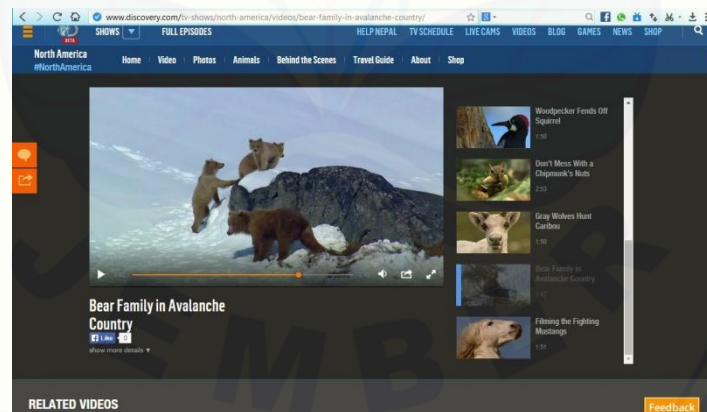 www.discovery.com/tv-shows/north-america/videos/bear-family-in-avalanche-country/
BETA
SHOWS
FULL EPISODES
HELP NEPAL
TV SCHEDULE
LIVE CAMS
VIDEOS
BLOG
GAMES
NEWS
SHOP
North America
#NorthAmerica
Home
Video
Photos
Animals
Behind the Scenes
Travel Guide
About
Shop
Woodpecker Fends Off
Squirrel
1:50
Don't Mess With a
Chipmunk's Nuts
2:53
Gray Wolves Hunt
Caribou
1:50
Bear Family in
Avalanche Country
Filming the Fighting
Mustangs
1:51
Bear Family in Avalanche
Country
Like
0
show more details
RELATED VIDEOS
Feedback
JEMBER